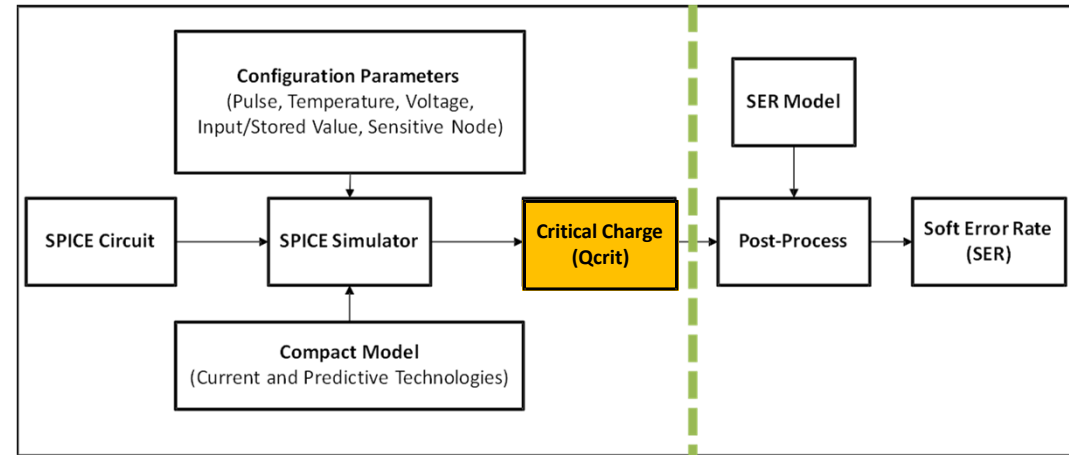 Configuration Parameters
(Pulse, Temperature, Voltage,
Input/Stored Value, Sensitive Node)
SER Model
SPICE Circuit
SPICE Simulator
Critical Charge
(Qcrit)
Post-Process
Soft Error Rate
(SER)
Compact Model
(Current and Predictive Technologies)